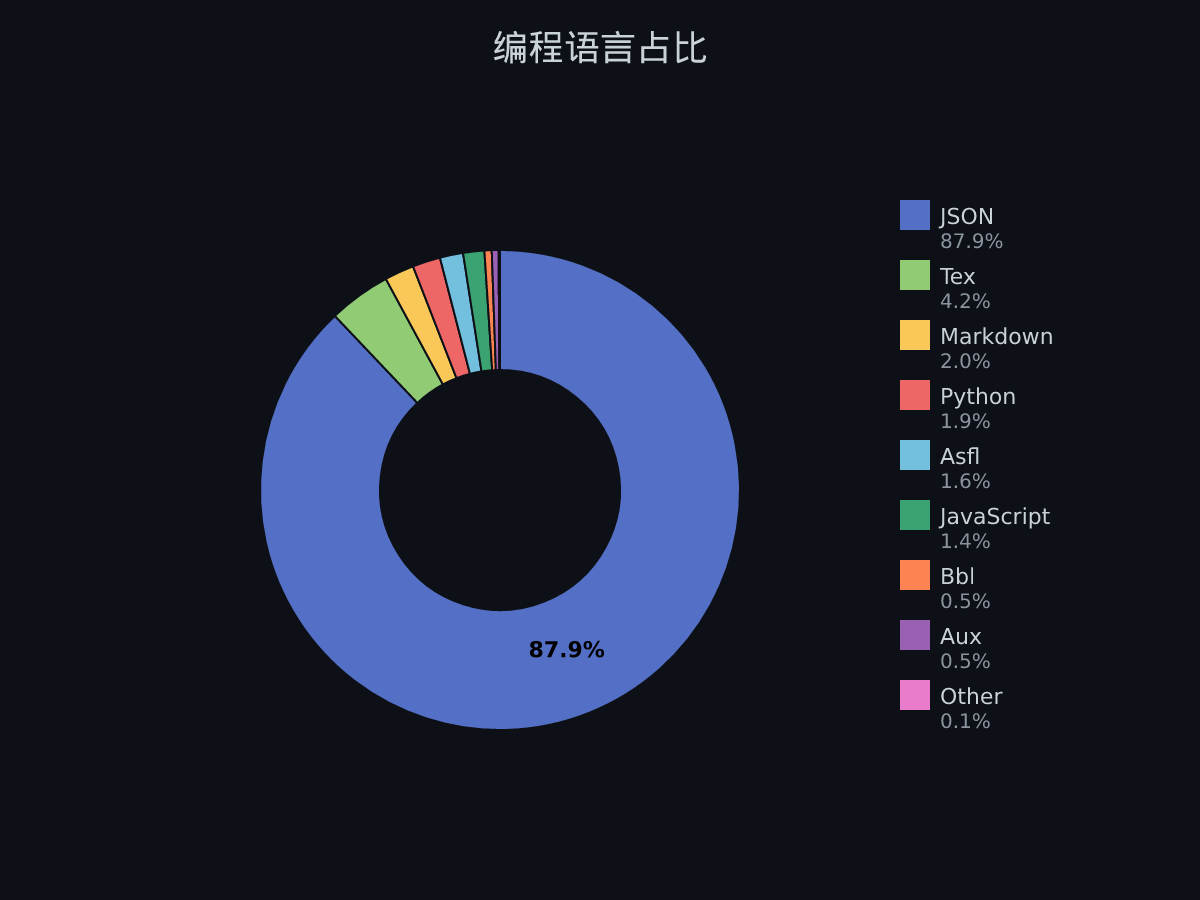 编程语言占比
JSON
87.9%
Tex
4.2%
Markdown
2.0%
Python
1.9%
Asfl
1.6%
JavaScript
1.4%
Bbl
0.5%
Aux
0.5%
Other
0.1%
87.9%